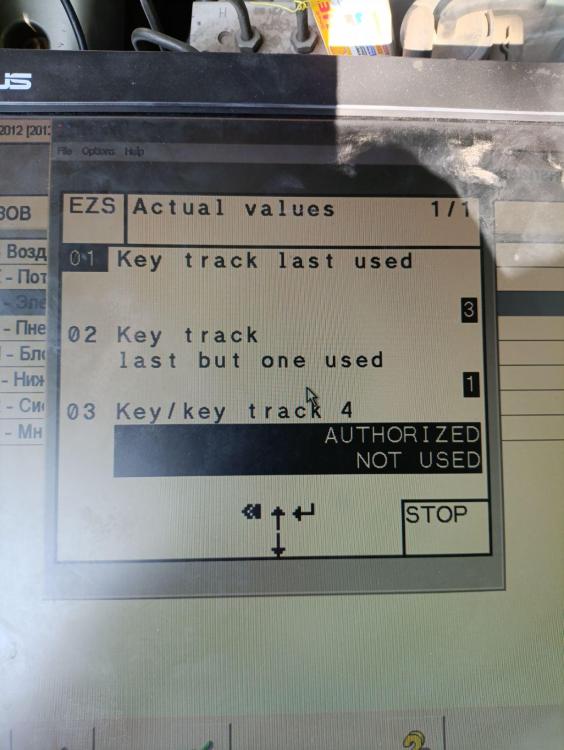 US
2012 [201
File Options Help
ЗОВ
EZS Actual values 1/1
Возд
- Пот
- Эле
- Пне
- Бло
- Ниж
- Сис
- Мн
01 Key track last used
3
02 Key track
last but one used
1
03 Key/key track 4
AUTHORIZED
NOT USED
STOP